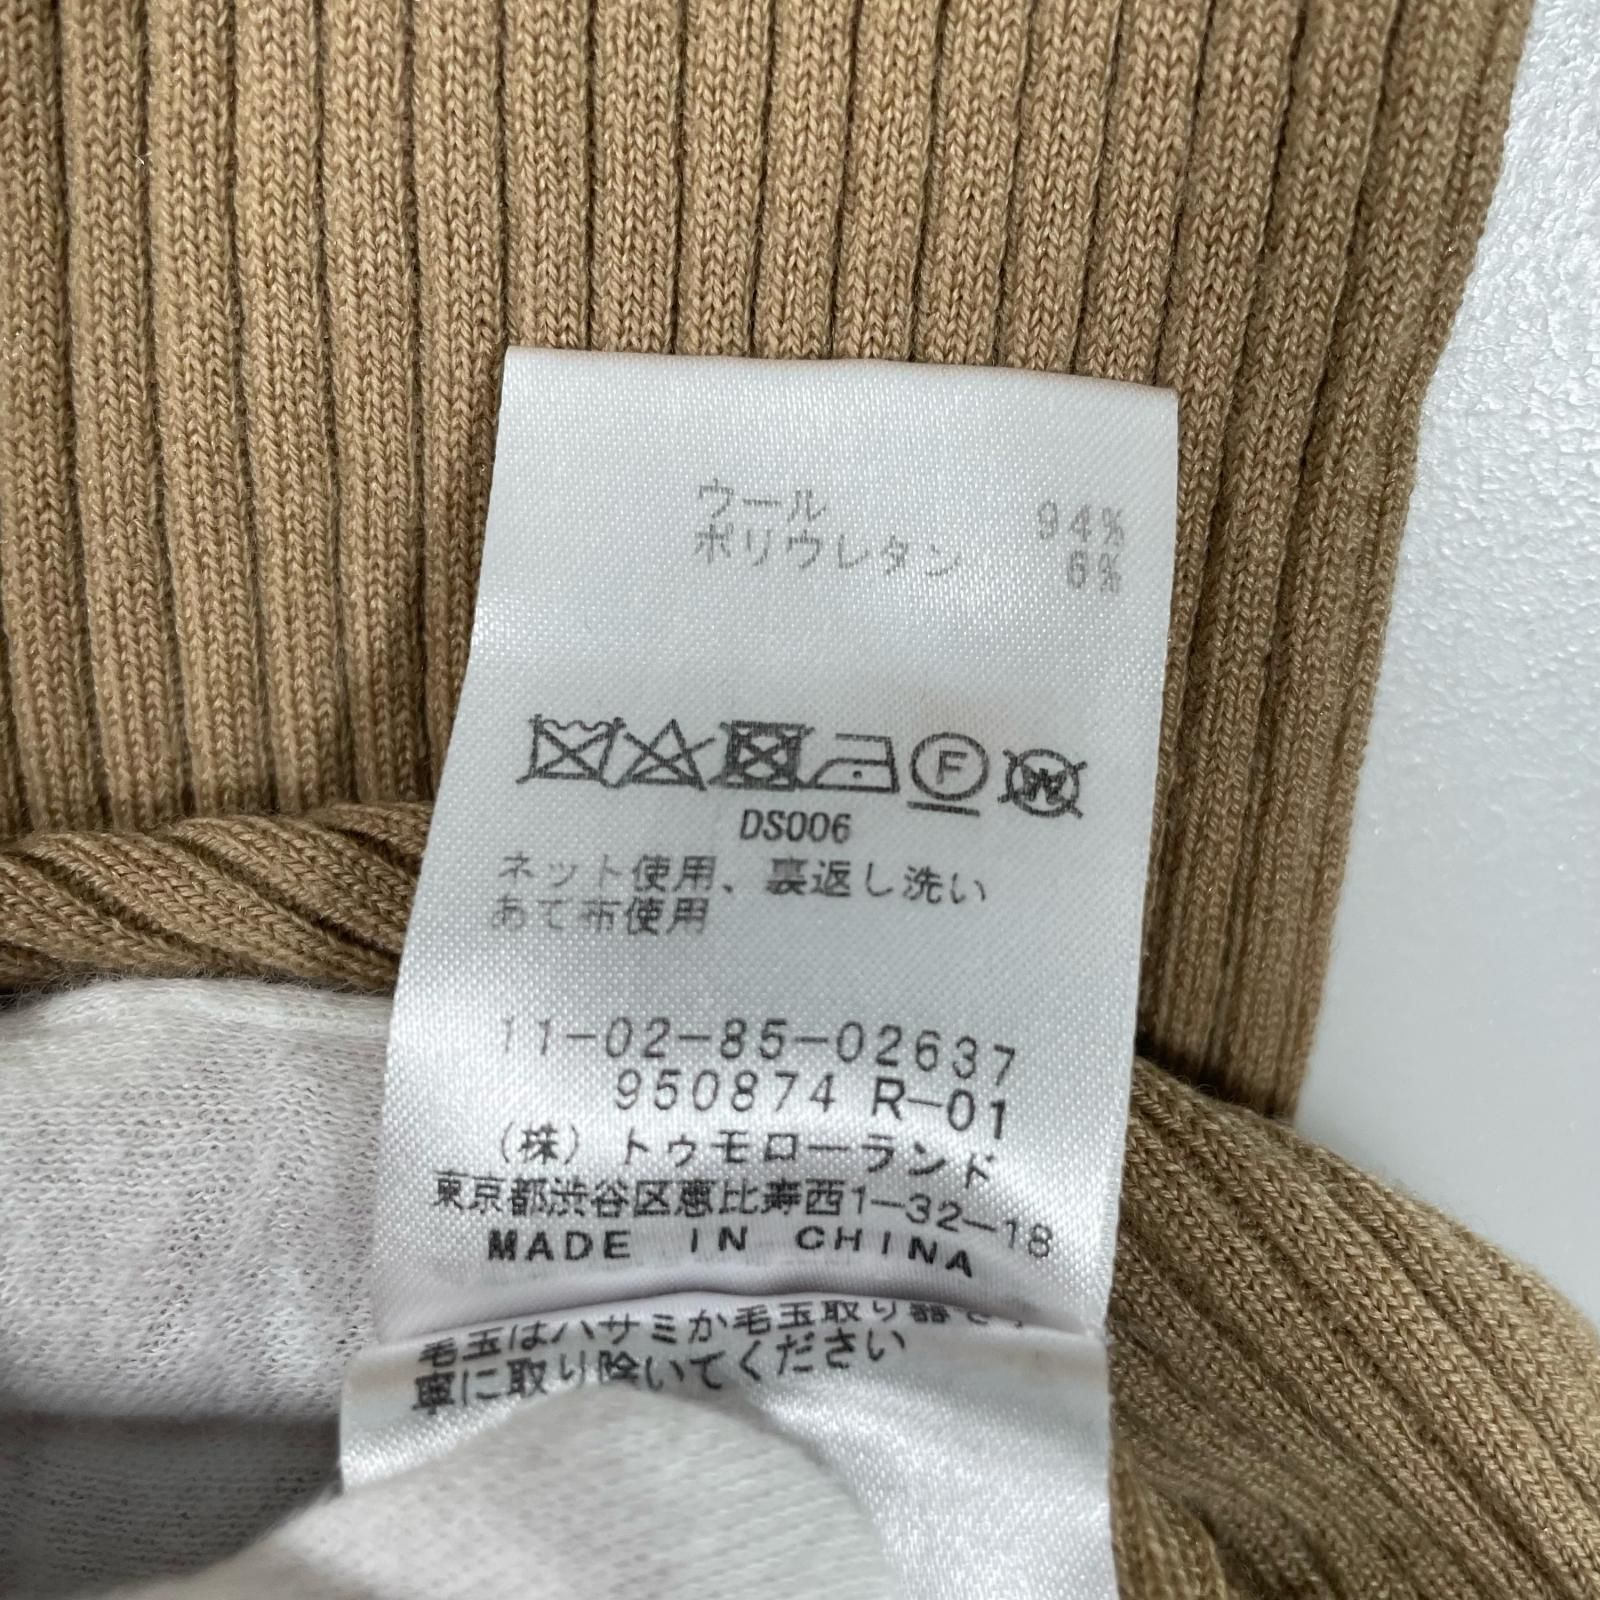 ウール 94%
ポリウレタン 6%
F W
DS006
ネット使用、裏返し洗い
あて布使用
11-02-85-02637
950874 R-01
(株)トゥモローランド
東京都渋谷区恵比寿西1-32-18
MADE IN CHINA
毛玉はハサミか毛玉取り器で
寧に取り除いてください